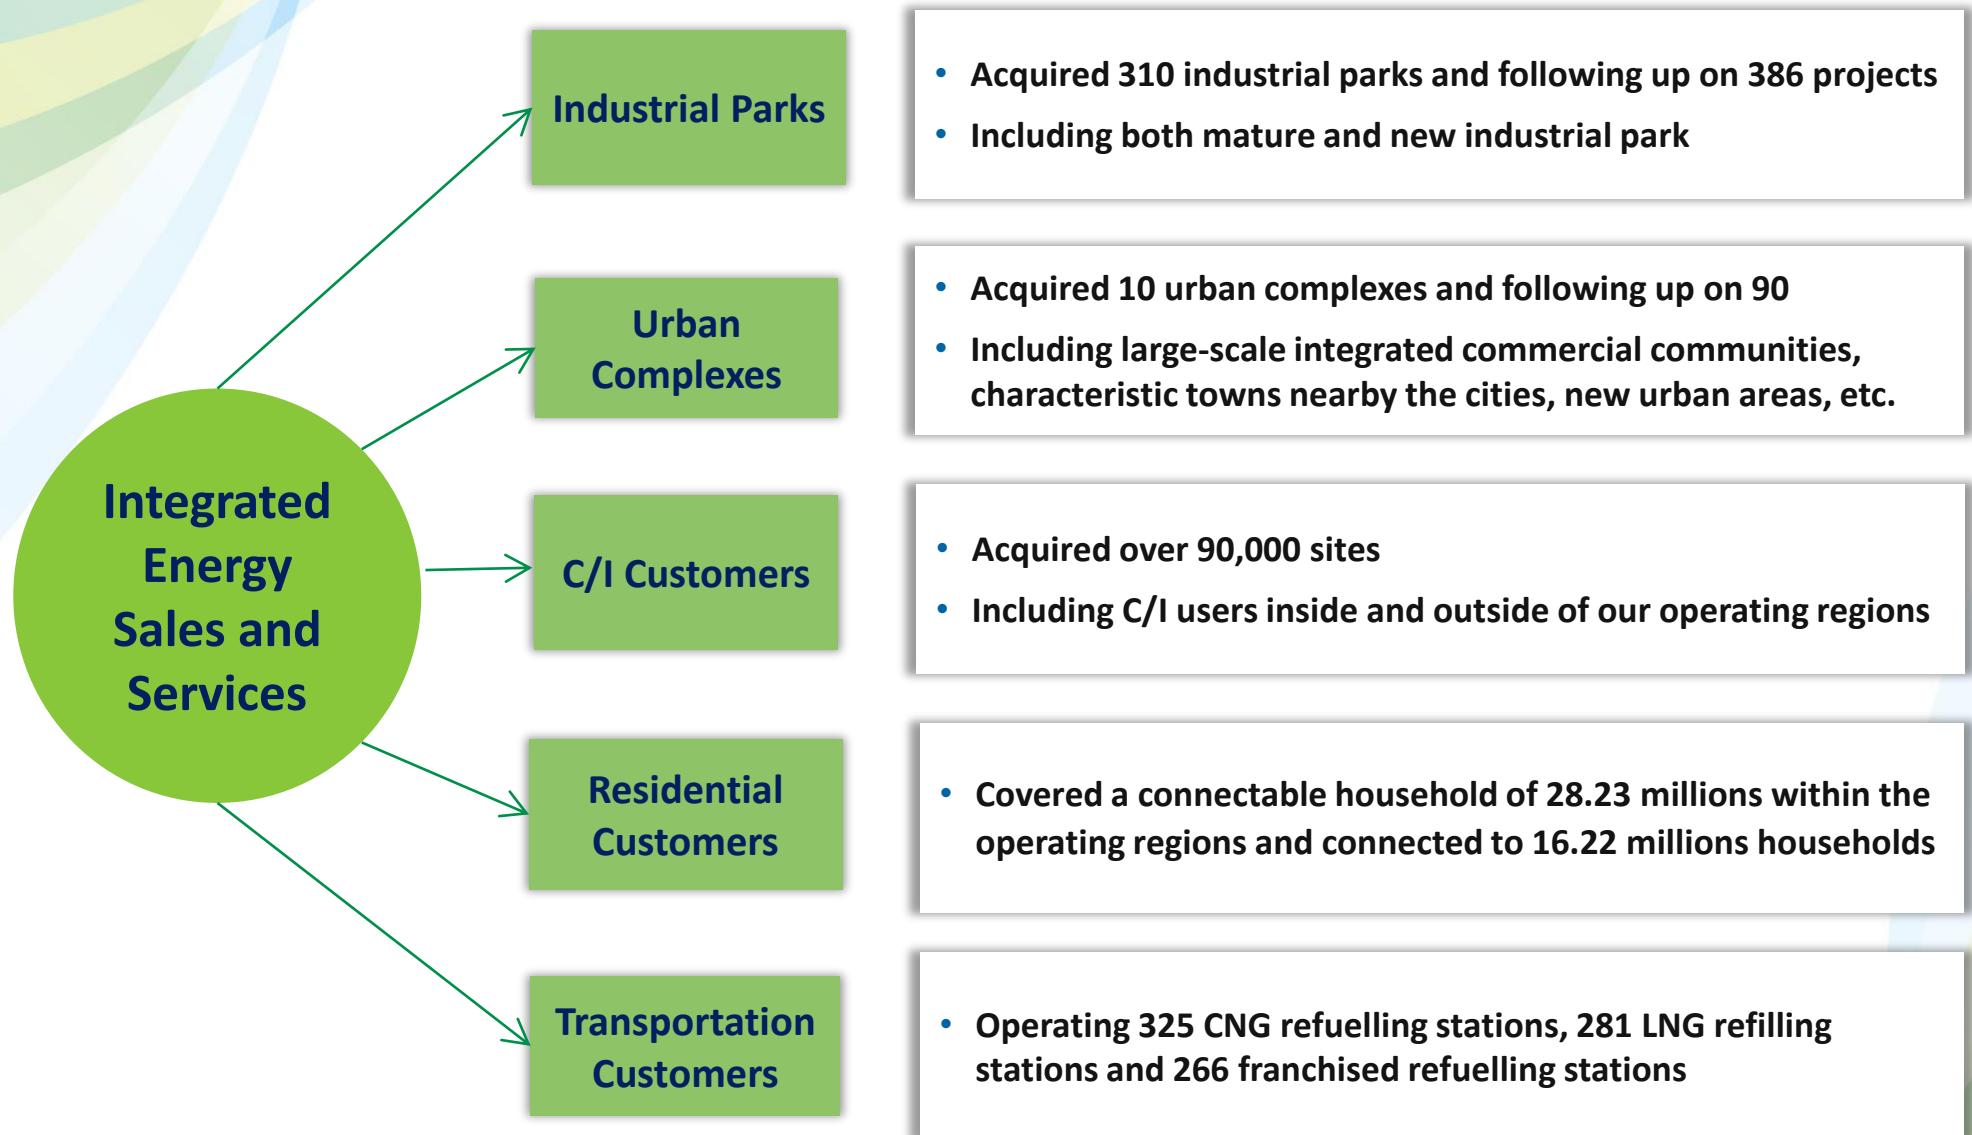 Integrated
Energy
Sales and
Services
Industrial Parks
• Acquired 310 industrial parks and following up on 386 projects
• Including both mature and new industrial park
Urban
Complexes
• Acquired 10 urban complexes and following up on 90
• Including large-scale integrated commercial communities,
characteristic towns nearby the cities, new urban areas, etc.
C/I Customers
• Acquired over 90,000 sites
• Including C/I users inside and outside of our operating regions
Residential
Customers
• Covered a connectable household of 28.23 millions within the
operating regions and connected to 16.22 millions households
Transportation
Customers
• Operating 325 CNG refuelling stations, 281 LNG refilling
stations and 266 franchised refuelling stations